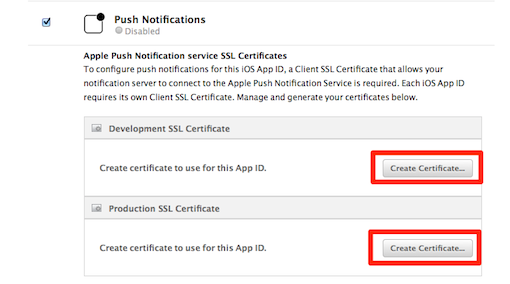 Push Notifications
Disabled
Apple Push Notification service SSL Certificates
To configure push notifications for this iOS App ID, a Client SSL Certificate that allows your
notification server to connect to the Apple Push Notification Service is required. Each iOS App ID
requires its own Client SSL Certificate. Manage and generate your certificates below.
Development SSL Certificate
Create certificate to use for this App ID.
Create Certificate...
Production SSL Certificate
Create certificate to use for this App ID.
Create Certificate...